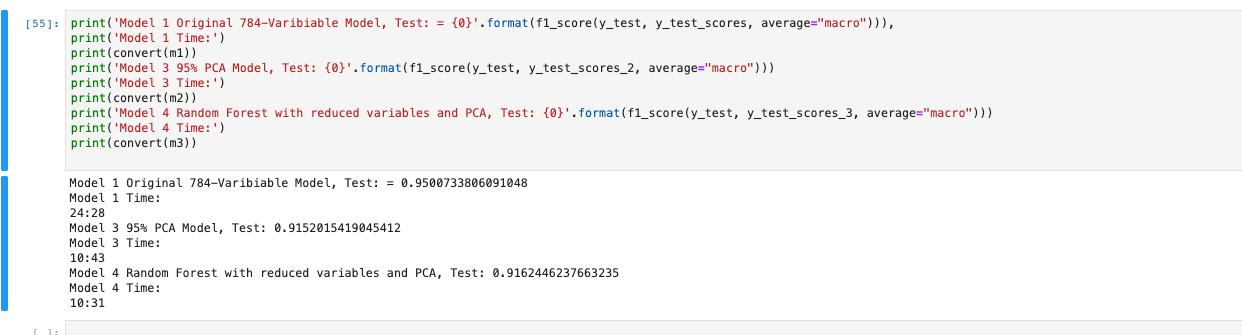 [55]: print('Model 1 Original 784-Varibiable Model, Test: = {0}'.format(f1_score(y_test, y_test_scores, average="macro"))),
print('Model 1 Time:')
print(convert(m1))
print('Model 3 95% PCA Model, Test: {0}'.format(f1_score(y_test, y_test_scores_2, average="macro")))
print('Model 3 Time:')
print(convert(m2))
print('Model 4 Random Forest with reduced variables and PCA, Test: {0}'.format(f1_score(y_test, y_test_scores_3, average="macro")))
print('Model 4 Time:')
print(convert(m3))
Model 1 Original 784-Varibiable Model, Test: = 0.9500733806091048
Model 1 Time:
24:28
Model 3 95% PCA Model, Test: 0.9152015419045412
Model 3 Time:
10:43
Model 4 Random Forest with reduced variables and PCA, Test: 0.9162446237663235
Model 4 Time:
10:31
[ ]: